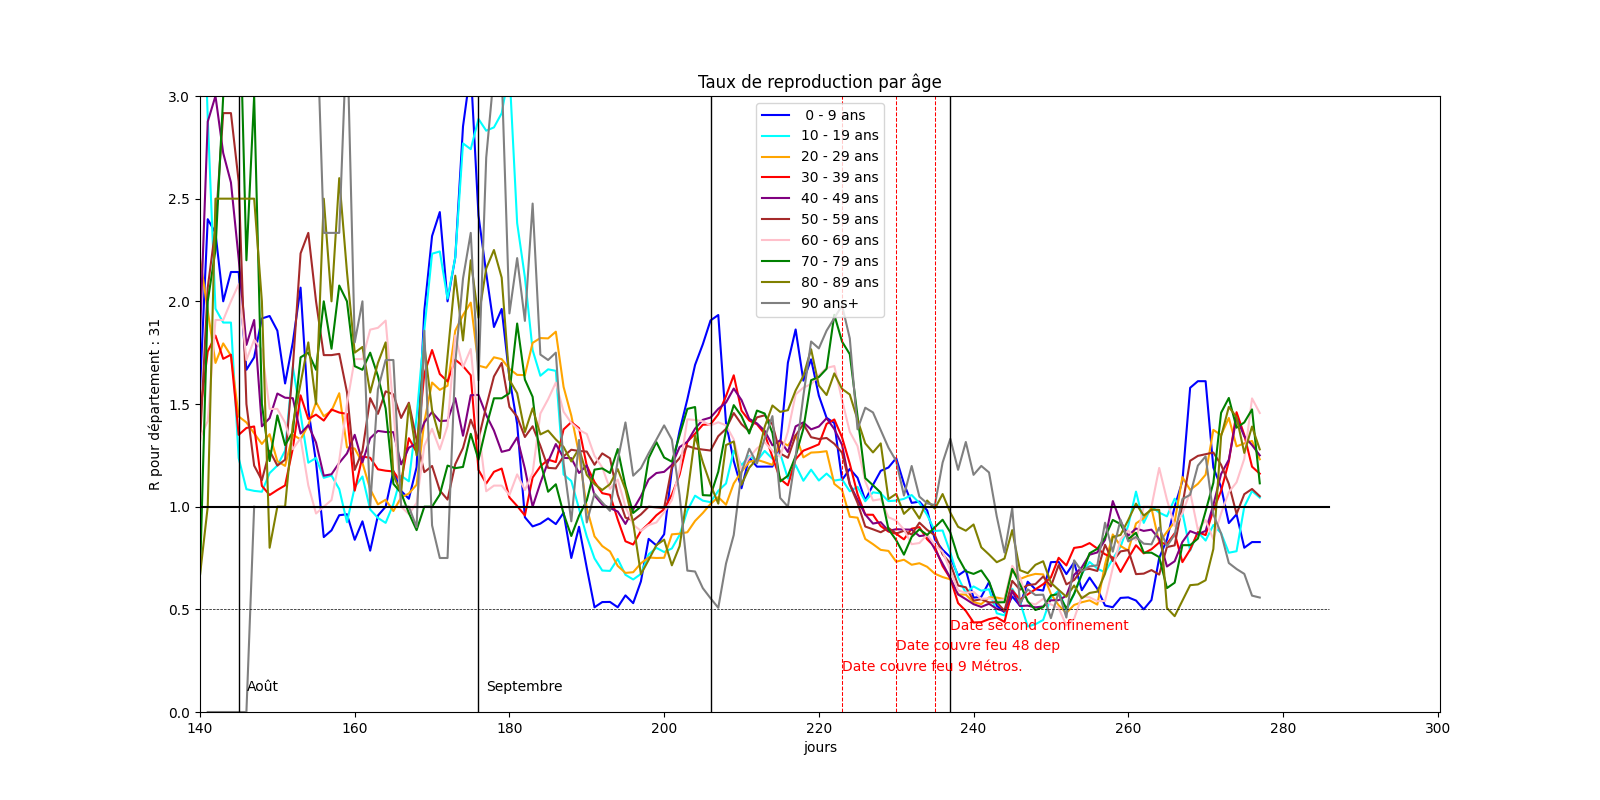 Taux de reproduction par âge
R pour département : 31
3.0
2.5
2.0
1.5
1.0
0.5
0.0
0 - 9 ans
10 - 19 ans
20 - 29 ans
30 - 39 ans
40 - 49 ans
50 - 59 ans
60 - 69 ans
70 - 79 ans
80 - 89 ans
90 ans+
Date second confinement
Date couvre feu 48 dep
Date couvre feu 9 Métros.
Août
Septembre
140 160 180 200 220 240 260 280 300
jours